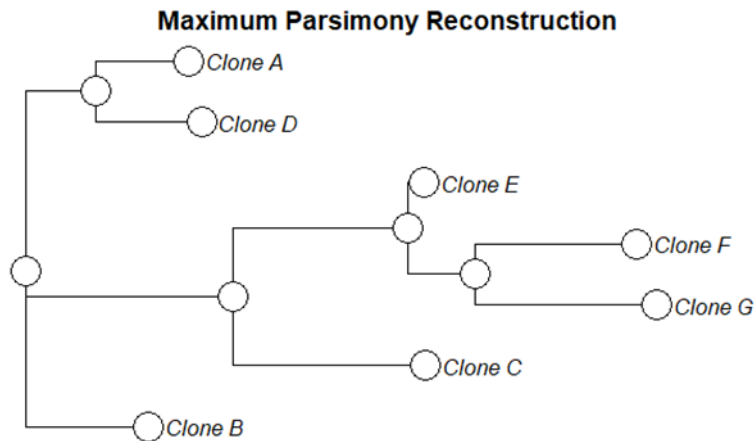 Maximum Parsimony Reconstruction
Clone A
Clone D
Clone E
Clone F
Clone G
Clone C
Clone B